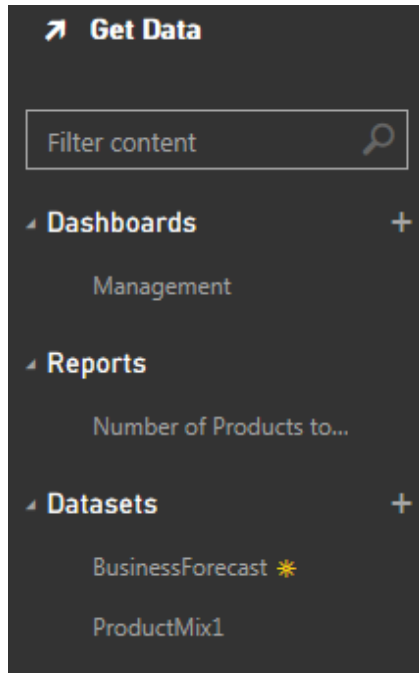 Get Data
Filter content
Dashboards +
Management
Reports
Number of Products to...
Datasets +
BusinessForecast
ProductMix1